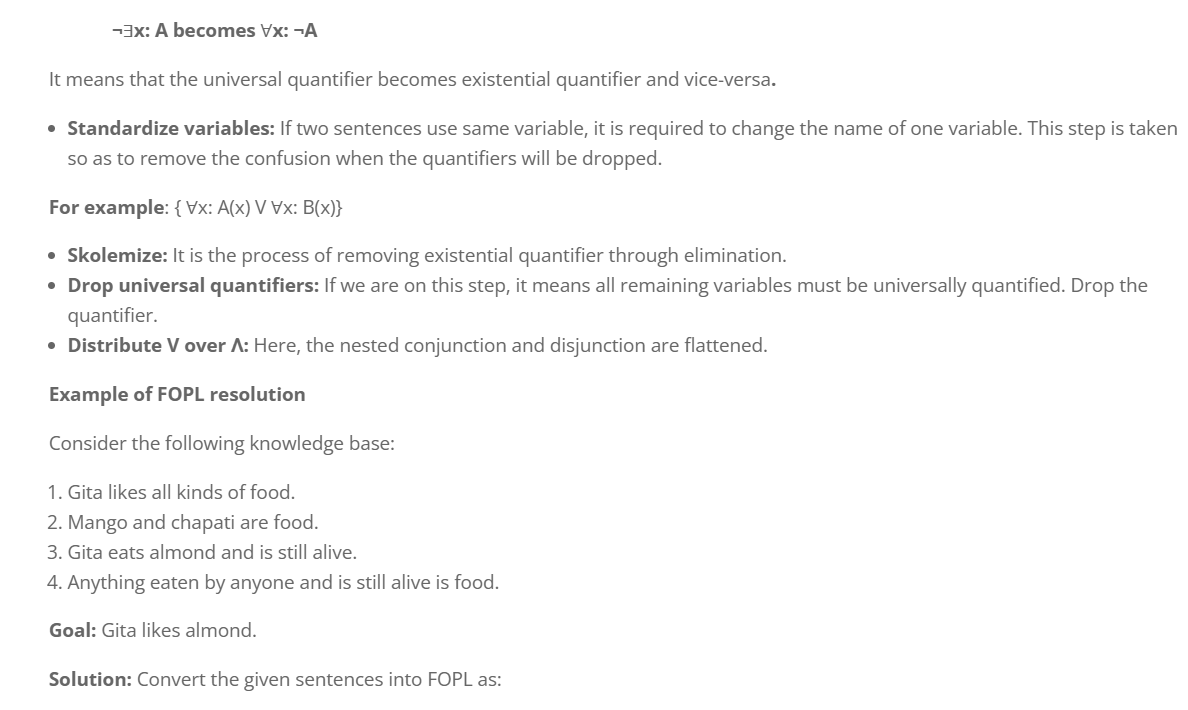 ¬∃x: A becomes ∀x: ¬A
It means that the universal quantifier becomes existential quantifier and vice-versa.
• Standardize variables: If two sentences use same variable, it is required to change the name of one variable. This step is taken
so as to remove the confusion when the quantifiers will be dropped.
For example: { ∀x: A(x) V ∀x: B(x)}
• Skolemize: It is the process of removing existential quantifier through elimination.
• Drop universal quantifiers: If we are on this step, it means all remaining variables must be universally quantified. Drop the
quantifier.
• Distribute V over Λ: Here, the nested conjunction and disjunction are flattened.
Example of FOPL resolution
Consider the following knowledge base:
1. Gita likes all kinds of food.
2. Mango and chapati are food.
3. Gita eats almond and is still alive.
4. Anything eaten by anyone and is still alive is food.
Goal: Gita likes almond.
Solution: Convert the given sentences into FOPL as: